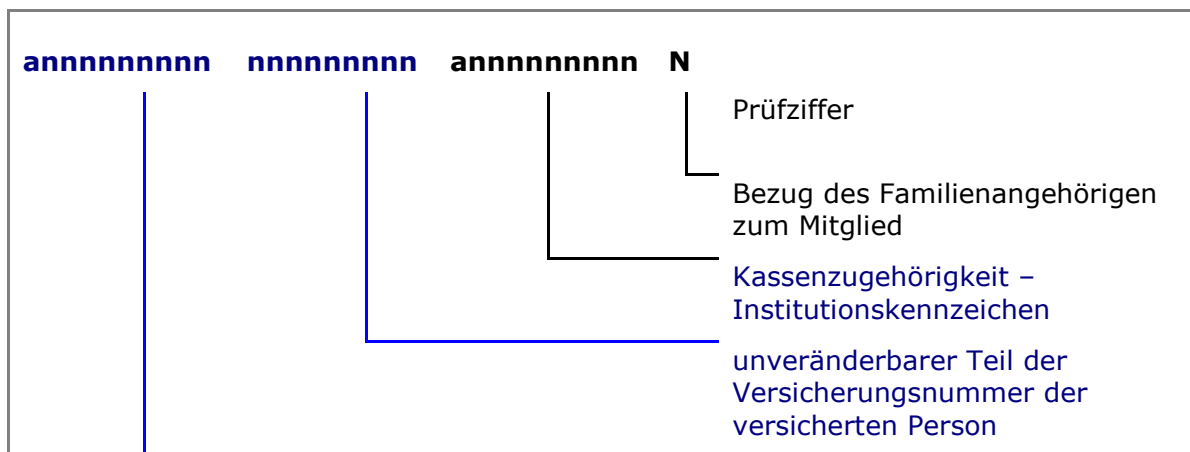 annnnnnnnn nnnnnnnnn annnnnnnnn N
Prüfziffer
Bezug des Familienangehörigen
zum Mitglied
Kassenzugehörigkeit –
Institutionskennzeichen
unveränderbarer Teil der
Versicherungsnummer der
versicherten Person